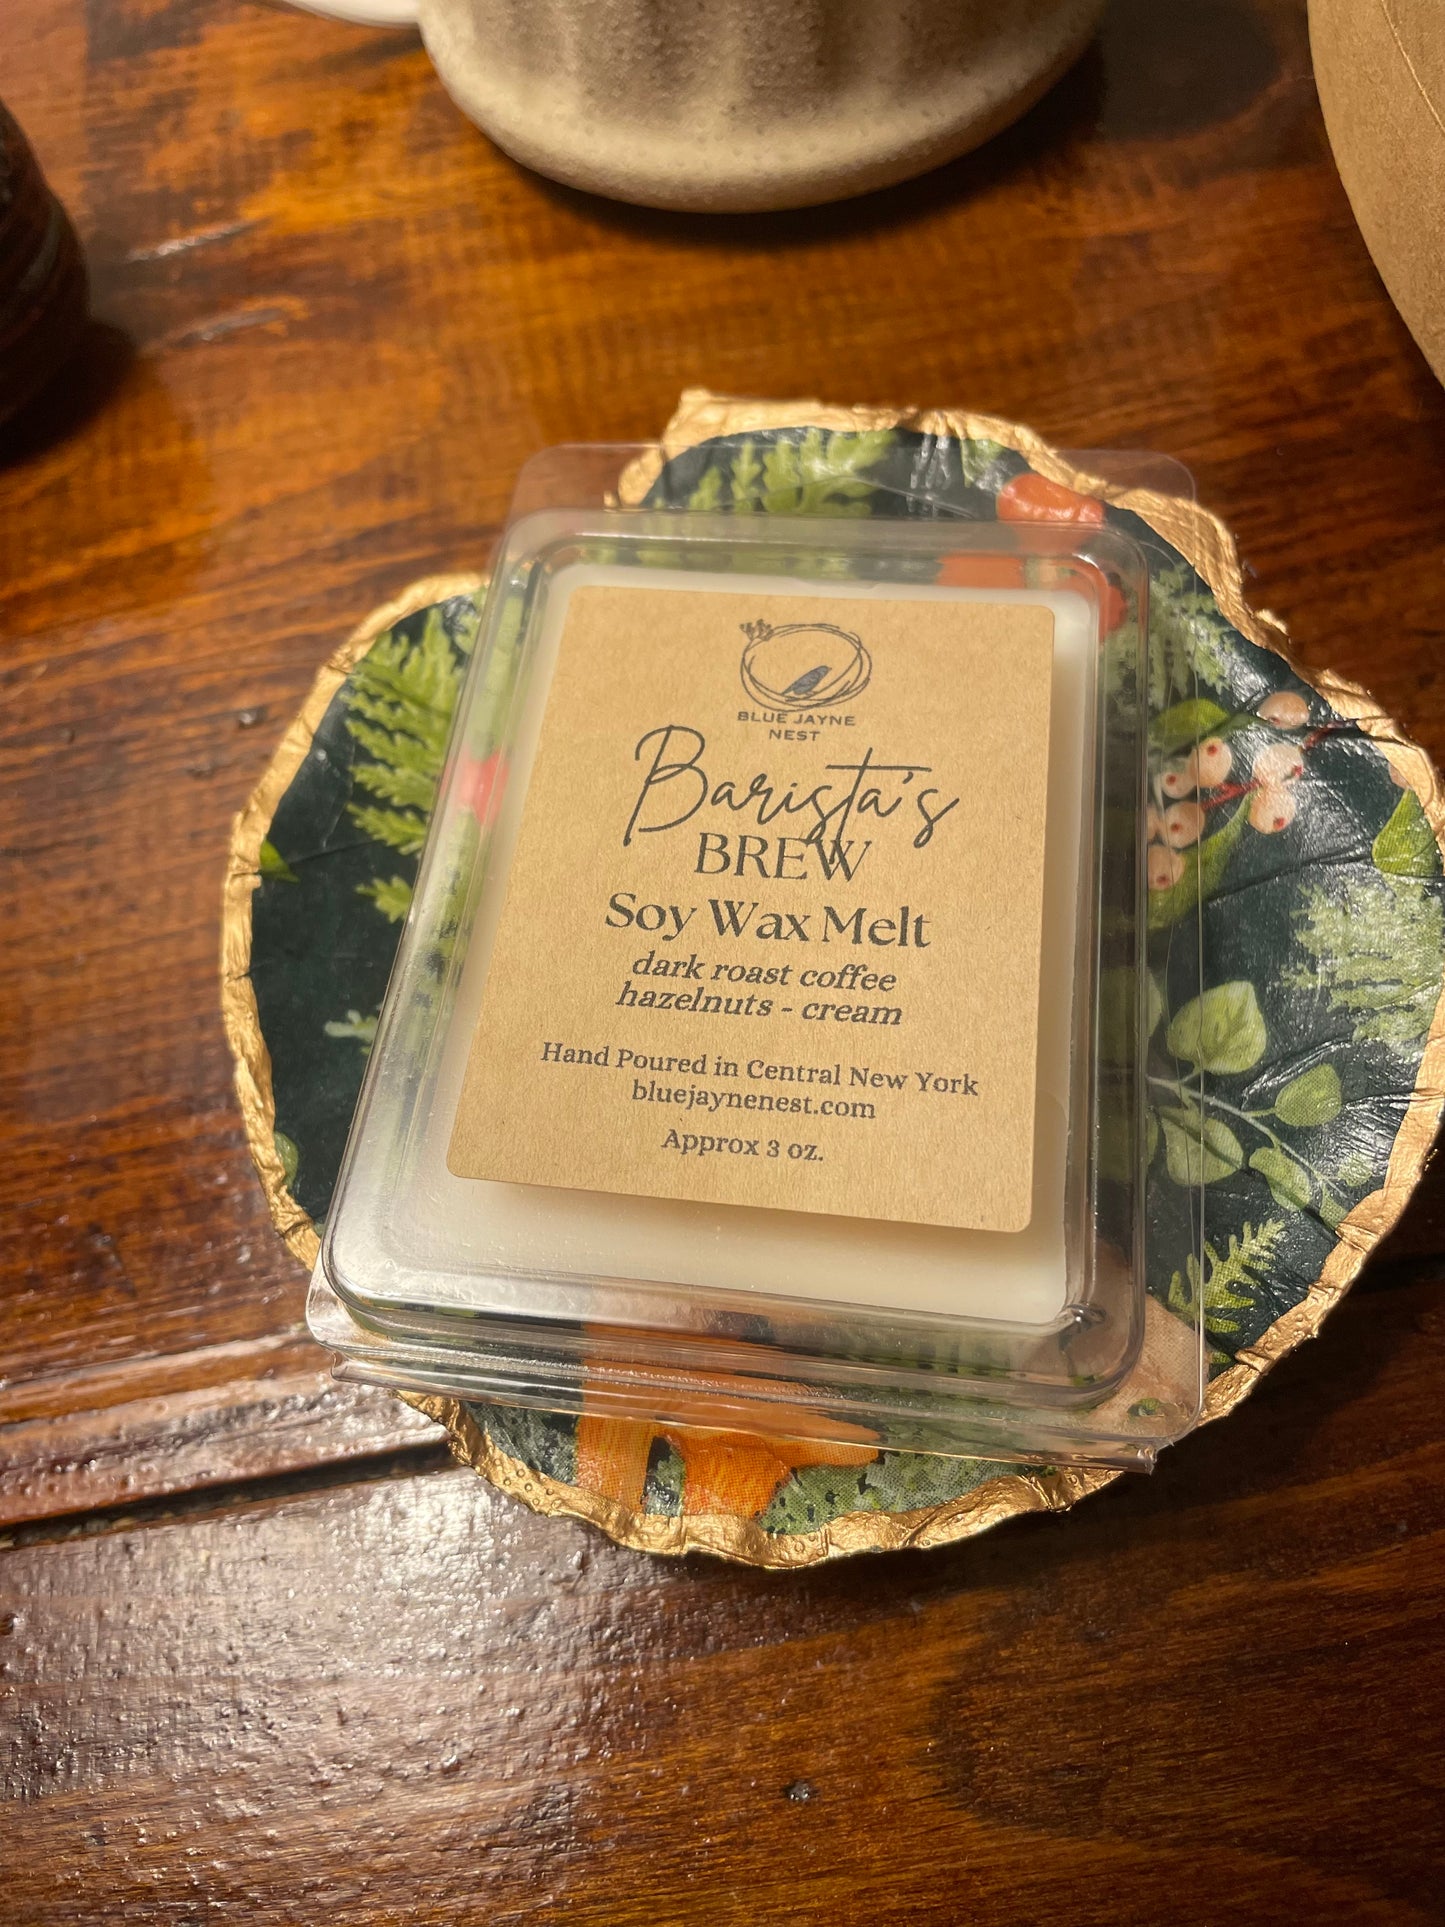 BLUE JAYNE
NEST
Barista's
BREW
Soy Wax Melt
dark roast coffee
hazelnuts - cream
Hand Poured in Central New York
bluejaynenest.com
Approx 3 oz.